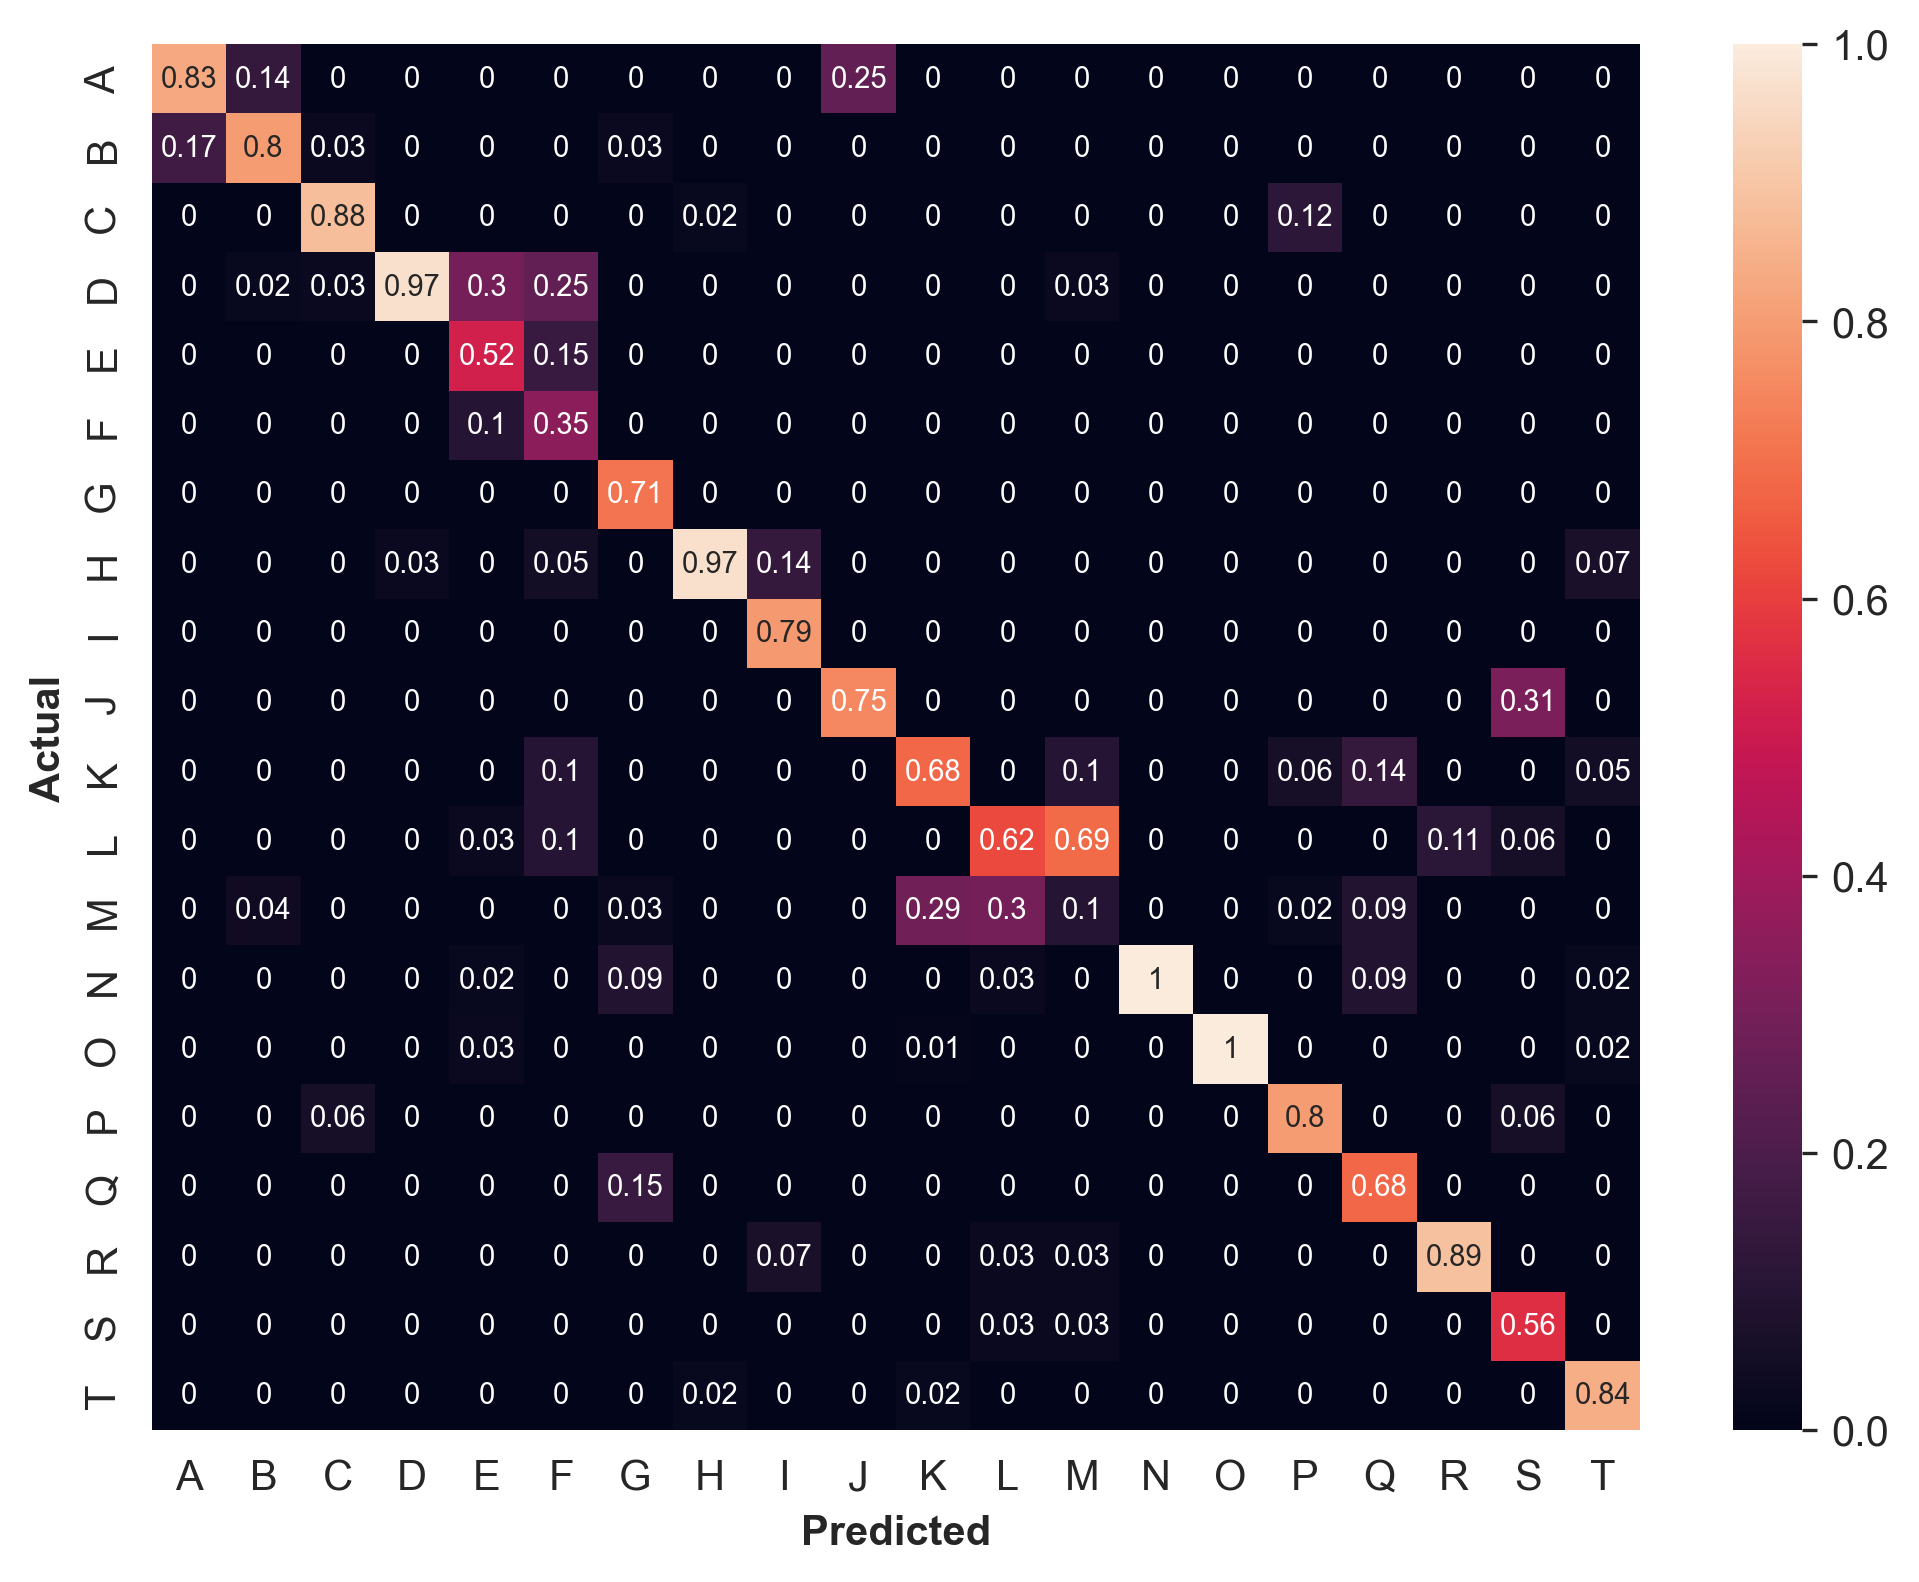 A 0.83 0.14 0 0 0 0 0 0 0 0.25 0 0 0 0 0 0 0 0 0 0
B 0.17 0.8 0.03 0 0 0 0.03 0 0 0 0 0 0 0 0 0 0 0 0 0
C 0 0 0.88 0 0 0 0 0.02 0 0 0 0 0 0 0 0.12 0 0 0 0
D 0 0.02 0.03 0.97 0.3 0.25 0 0 0 0 0 0 0.03 0 0 0 0 0 0 0
E 0 0 0 0 0.52 0.15 0 0 0 0 0 0 0 0 0 0 0 0 0 0
F 0 0 0 0 0.1 0.35 0 0 0 0 0 0 0 0 0 0 0 0 0 0
G 0 0 0 0 0 0 0.71 0 0 0 0 0 0 0 0 0 0 0 0 0
H 0 0 0 0.03 0 0.05 0 0.97 0.14 0 0 0 0 0 0 0 0 0 0 0.07
I 0 0 0 0 0 0 0 0 0.79 0 0 0 0 0 0 0 0 0 0 0
J 0 0 0 0 0 0 0 0 0 0.75 0 0 0 0 0 0 0 0 0.31 0
K 0 0 0 0 0 0.1 0 0 0 0 0.68 0 0.1 0 0 0.06 0.14 0 0 0.05
L 0 0 0 0 0.03 0.1 0 0 0 0 0 0.62 0.69 0 0 0 0 0.11 0.06 0
M 0 0.04 0 0 0 0 0.03 0 0 0 0.29 0.3 0.1 0 0 0.02 0.09 0 0 0
N 0 0 0 0 0.02 0 0.09 0 0 0 0 0.03 0 1 0 0 0.09 0 0 0.02
O 0 0 0 0 0.03 0 0 0 0 0 0.01 0 0 0 1 0 0 0 0 0.02
P 0 0 0.06 0 0 0 0 0 0 0 0 0 0 0 0 0.8 0 0 0.06 0
Q 0 0 0 0 0 0 0.15 0 0 0 0 0 0 0 0 0 0.68 0 0 0
R 0 0 0 0 0 0 0 0 0.07 0 0 0.03 0.03 0 0 0 0 0.89 0 0
S 0 0 0 0 0 0 0 0 0 0 0 0.03 0.03 0 0 0 0 0 0.56 0
T 0 0 0 0 0 0 0 0.02 0 0 0.02 0 0 0 0 0 0 0 0 0.84
A B C D E F G H I J K L M N O P Q R S T
Predicted
Actual
1.0
0.8
0.6
0.4
0.2
0.0